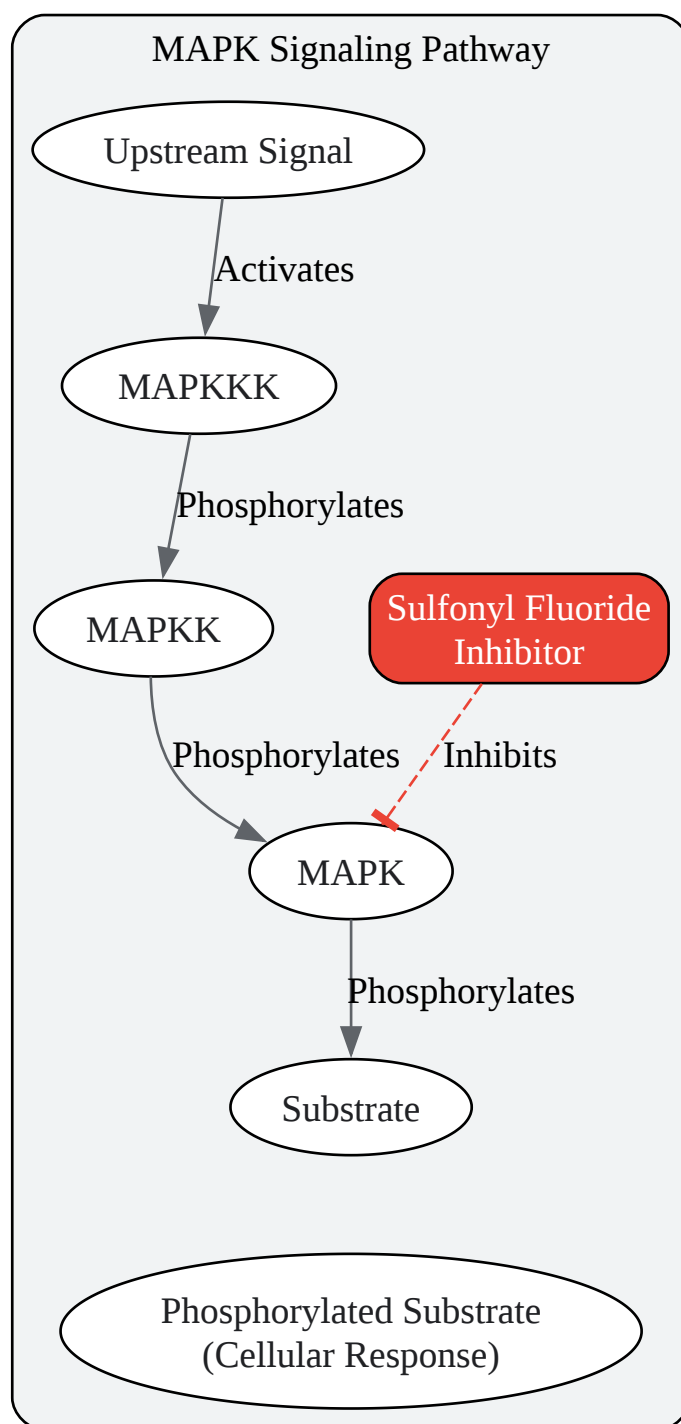 MAPK Signaling Pathway
Upstream Signal
Activates
MAPKKK
Phosphorylates
MAPKK
Sulfonyl Fluoride
Inhibitor
Phosphorylates
Inhibits
MAPK
Phosphorylates
Substrate
Phosphorylated Substrate
(Cellular Response)